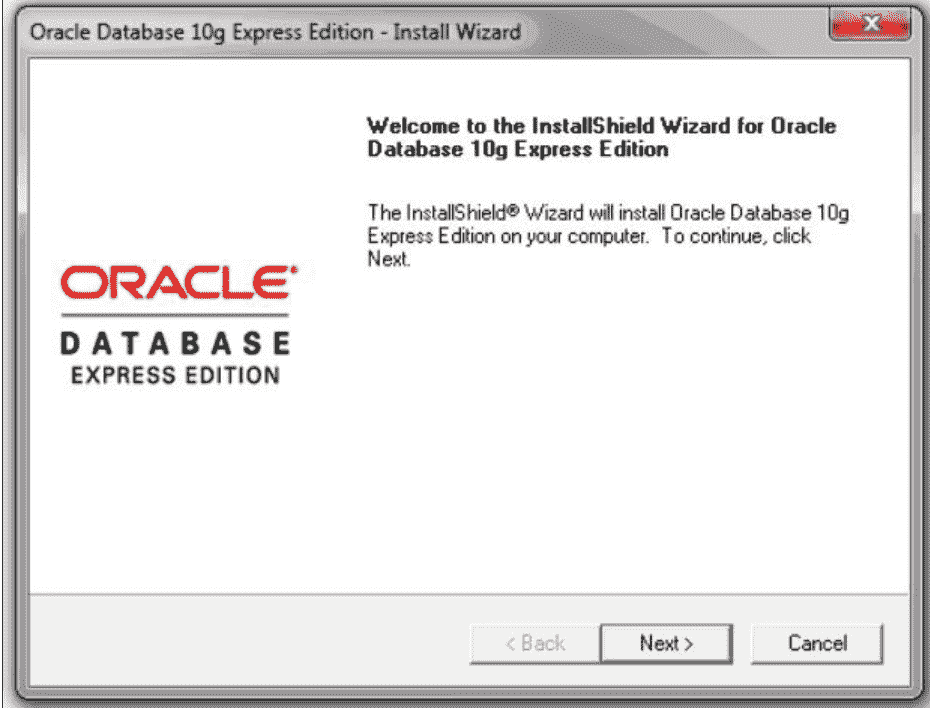 Oracle Database 10g Express Edition - Install Wizard
Welcome to the InstallShield Wizard for Oracle
Database 10g Express Edition
The InstallShield® Wizard will install Oracle Database 10g
Express Edition on your computer. To continue, click
Next.
ORACLE
DATABASE
EXPRESS EDITION
< Back
Next >
Cancel